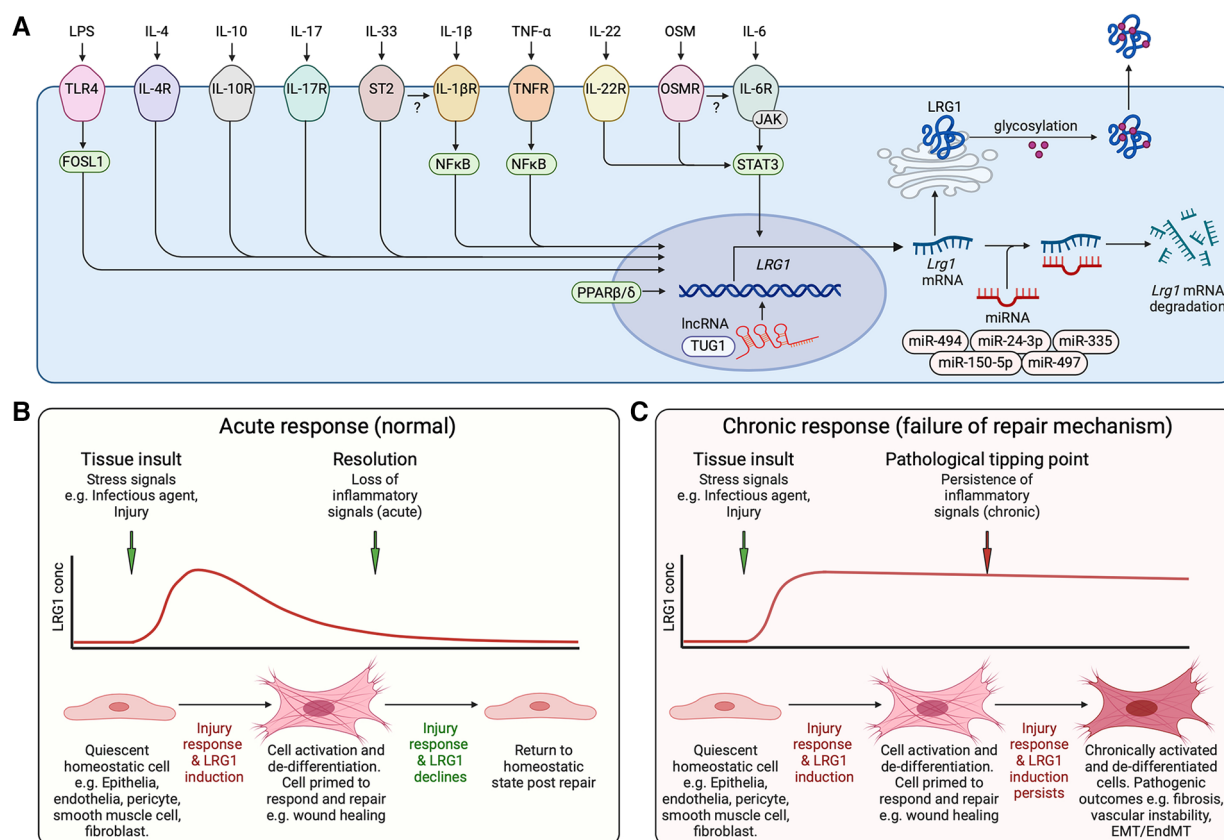 A
LPS IL-4 IL-10 IL-17 IL-33 IL-1β TNF-α IL-22 OSM IL-6
TLR4 IL-4R IL-10R IL-17R ST2 ? IL-1βR TNFR IL-22R OSMR ? IL-6R
JAK
FOSL1 NFκB NFκB STAT3
LRG1
glycosylation
LRG1
PPARβ/δ
lncRNA
TUG1
Lrg1
mRNA
miRNA
miR-494 miR-24-3p miR-335
miR-150-5p miR-497
Lrg1 mRNA
degradation
B
Acute response (normal)
Tissue insult
Stress signals
e.g. Infectious agent,
Injury
Resolution
Loss of
inflammatory
signals (acute)
LRG1 conc
Quiescent
homeostatic cell
e.g. Epithelia,
endothelia, pericyte,
smooth muscle cell,
fibroblast.
Injury
response
& LRG1
induction
Cell activation and
de-differentiation.
Cell primed to
respond and repair
e.g. wound healing
Injury
response
& LRG1
declines
Return to
homeostatic
state post repair
C
Chronic response (failure of repair mechanism)
Tissue insult
Stress signals
e.g. Infectious agent,
Injury
Pathological tipping point
Persistence of
inflammatory
signals (chronic)
LRG1 conc
Quiescent
homeostatic cell
e.g. Epithelia,
endothelia, pericyte,
smooth muscle cell,
fibroblast.
Injury
response
& LRG1
induction
Cell activation and
de-differentiation.
Cell primed to
respond and repair
e.g. wound healing
Injury
response
& LRG1
induction
persists
Chronically activated
and de-differentiated
cells. Pathogenic
outcomes e.g. fibrosis,
vascular instability,
EMT/EndMT